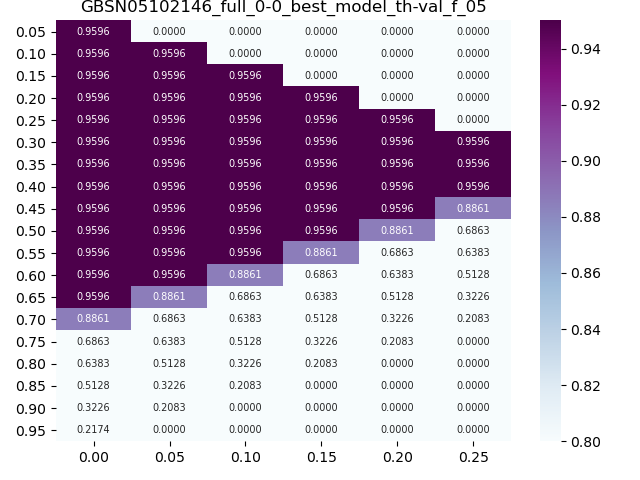 GBSN05102146_full_0-0_best_model_th-val_f_05
0.05 0.9596 0.0000 0.0000 0.0000 0.0000 0.0000
0.10 0.9596 0.9596 0.0000 0.0000 0.0000 0.0000
0.15 0.9596 0.9596 0.9596 0.0000 0.0000 0.0000
0.20 0.9596 0.9596 0.9596 0.9596 0.0000 0.0000
0.25 0.9596 0.9596 0.9596 0.9596 0.9596 0.0000
0.30 0.9596 0.9596 0.9596 0.9596 0.9596 0.9596
0.35 0.9596 0.9596 0.9596 0.9596 0.9596 0.9596
0.40 0.9596 0.9596 0.9596 0.9596 0.9596 0.9596
0.45 0.9596 0.9596 0.9596 0.9596 0.9596 0.8861
0.50 0.9596 0.9596 0.9596 0.9596 0.8861 0.6863
0.55 0.9596 0.9596 0.9596 0.8861 0.6863 0.6383
0.60 0.9596 0.9596 0.8861 0.6863 0.6383 0.5128
0.65 0.9596 0.8861 0.6863 0.6383 0.5128 0.3226
0.70 0.8861 0.6863 0.6383 0.5128 0.3226 0.2083
0.75 0.6863 0.6383 0.5128 0.3226 0.2083 0.0000
0.80 0.6383 0.5128 0.3226 0.2083 0.0000 0.0000
0.85 0.5128 0.3226 0.2083 0.0000 0.0000 0.0000
0.90 0.3226 0.2083 0.0000 0.0000 0.0000 0.0000
0.95 0.2174 0.0000 0.0000 0.0000 0.0000 0.0000
0.00 0.05 0.10 0.15 0.20 0.25
0.94
0.92
0.90
0.88
0.86
0.84
0.82
0.80